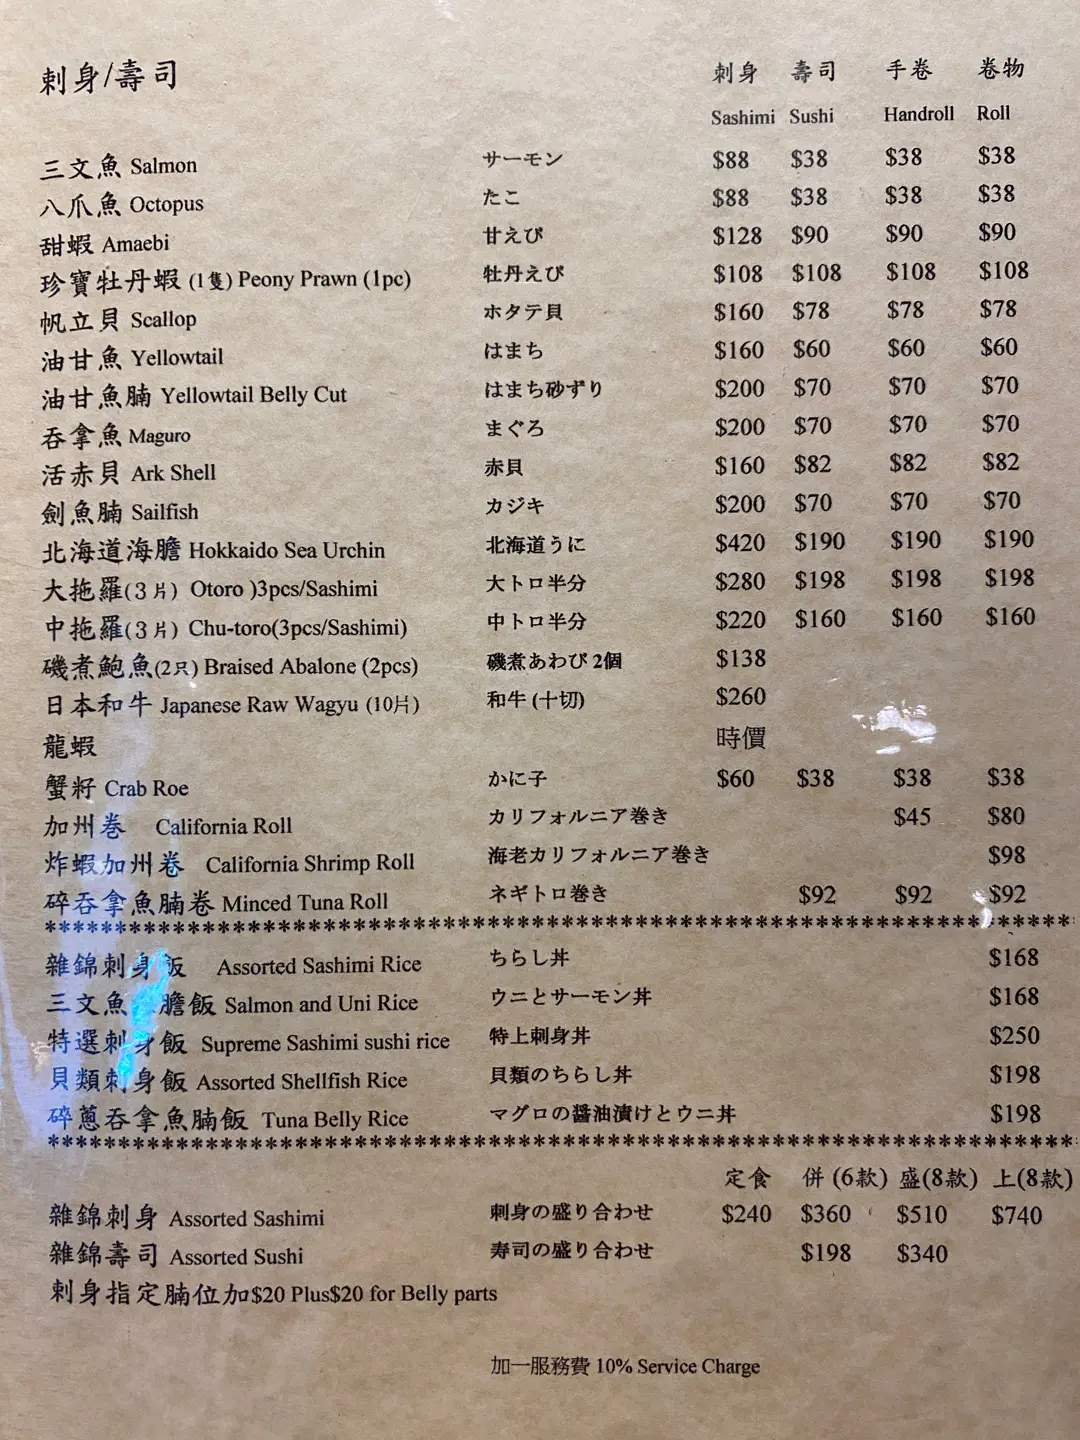 刺身/壽司 刺身 壽司 手卷 卷物
Sashimi Sushi Handroll Roll
三文魚 Salmon サーモン $88 $38 $38 $38
八爪魚 Octopus たこ $88 $38 $38 $38
甜蝦 Amaebi 甘えび $128 $90 $90 $90
珍寶牡丹蝦 (1隻) Peony Prawn (1pc) 牡丹えび $108 $108 $108 $108
帆立貝 Scallop ホタテ貝 $160 $78 $78 $78
油甘魚 Yellowtail はまち $160 $60 $60 $60
油甘魚腩 Yellowtail Belly Cut はまち砂ずり $200 $70 $70 $70
吞拿魚 Maguro まぐろ $200 $70 $70 $70
活赤貝 Ark Shell 赤貝 $160 $82 $82 $82
劍魚腩 Sailfish カジキ $200 $70 $70 $70
北海道海膽 Hokkaido Sea Urchin 北海道うに $420 $190 $190 $190
大拖羅(3片) Otoro )3pcs/Sashimi 大トロ半分 $280 $198 $198 $198
中拖羅(3片) Chu-toro(3pcs/Sashimi) 中トロ半分 $220 $160 $160 $160
磯煮鮑魚(2只) Braised Abalone (2pcs) 磯煮あわび 2個 $138
日本和牛 Japanese Raw Wagyu (10片) 和牛 (十切) $260
龍蝦 時價
蟹籽 Crab Roe かに子 $60 $38 $38 $38
加州卷 California Roll カリフォルニア巻き $45 $80
炸蝦加州卷 California Shrimp Roll 海老カリフォルニア巻き $98
碎吞拿魚腩卷 Minced Tuna Roll ネギトロ巻き $92 $92 $92
雜錦刺身飯 Assorted Sashimi Rice ちらし丼 $168
三文魚 膽飯 Salmon and Uni Rice ウニとサーモン丼 $168
特選刺身飯 Supreme Sashimi sushi rice 特上刺身丼 $250
貝類刺身飯 Assorted Shellfish Rice 貝類のちらし丼 $198
碎蔥吞拿魚腩飯 Tuna Belly Rice マグロの醤油漬けとウニ丼 $198
定食 併 (6款) 盛(8款) 上(8款)
雜錦刺身 Assorted Sashimi 刺身の盛り合わせ $240 $360 $510 $740
雜錦壽司 Assorted Sushi 寿司の盛り合わせ $198 $340
刺身指定腩位加$20 Plus$20 for Belly parts
加一服務費 10% Service Charge